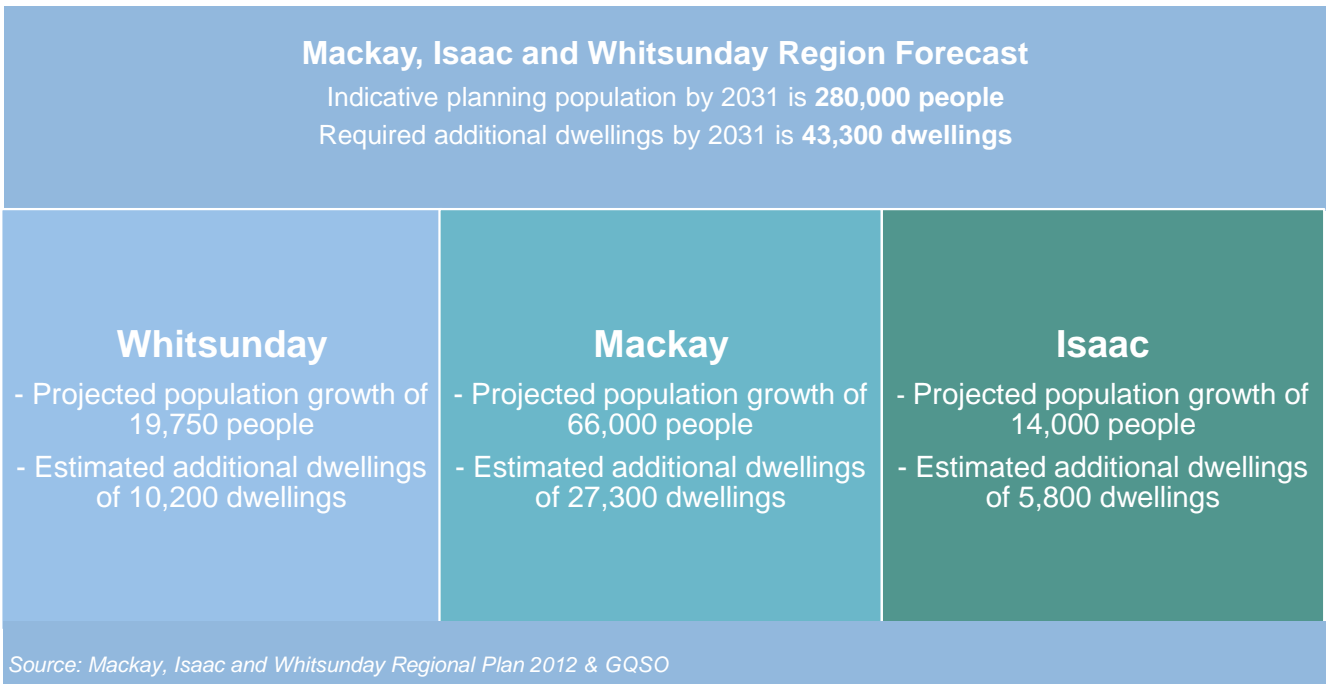 Mackay, Isaac and Whitsunday Region Forecast
Indicative planning population by 2031 is 280,000 people
Required additional dwellings by 2031 is 43,300 dwellings
Whitsunday
- Projected population growth of
19,750 people
- Estimated additional dwellings
of 10,200 dwellings
Mackay
- Projected population growth of
66,000 people
- Estimated additional dwellings
of 27,300 dwellings
Isaac
- Projected population growth of
14,000 people
- Estimated additional dwellings
of 5,800 dwellings
Source: Mackay, Isaac and Whitsunday Regional Plan 2012 & GQSO